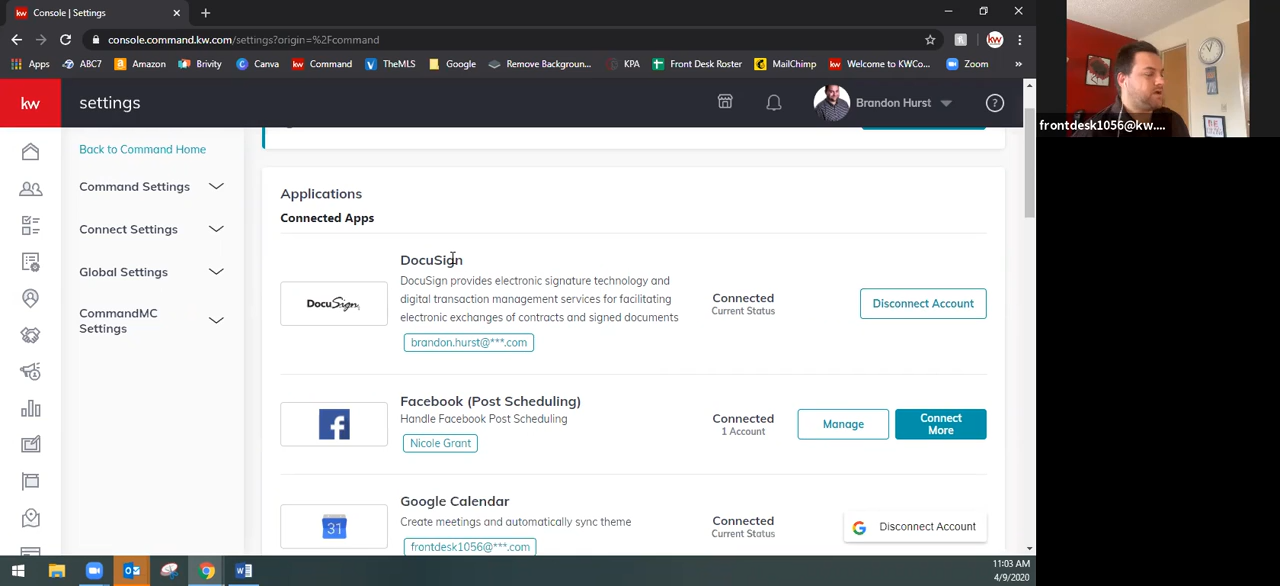 kw Console | Settings
console.command.kw.com/settings?origin=%2Fcommand
kw
Apps ABC7 Amazon Brivity Canva Command TheMLS Google Remove Backgroun... KPA Front Desk Roster MailChimp Welcome to KWCo... Zoom »
kw settings Brandon Hurst ?
frontdesk1056@kw....
Back to Command Home
Command Settings
Connect Settings
Global Settings
CommandMC
Settings
Applications
Connected Apps
DocuSign
DocuSign
DocuSign provides electronic signature technology and
digital transaction management services for facilitating
electronic exchanges of contracts and signed documents
brandon.hurst@***.com
Connected
Current Status
Disconnect Account
Facebook (Post Scheduling)
Handle Facebook Post Scheduling
Nicole Grant
Connected
1 Account
Manage
Connect
More
31
Google Calendar
Create meetings and automatically sync theme
frontdesk1056@***.com
Connected
Current Status
Disconnect Account
11:03 AM
4/9/2020